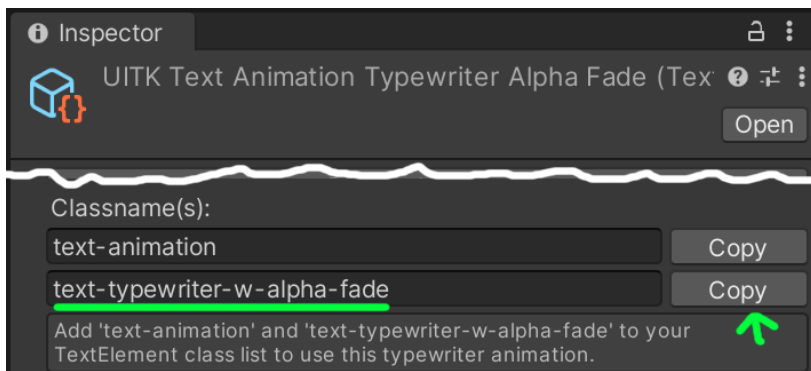 Inspector
UITK Text Animation Typewriter Alpha Fade (Tex
Open
Classname(s):
text-animation
Copy
text-typewriter-w-alpha-fade
Copy
Add 'text-animation' and 'text-typewriter-w-alpha-fade' to your
TextElement class list to use this typewriter animation.